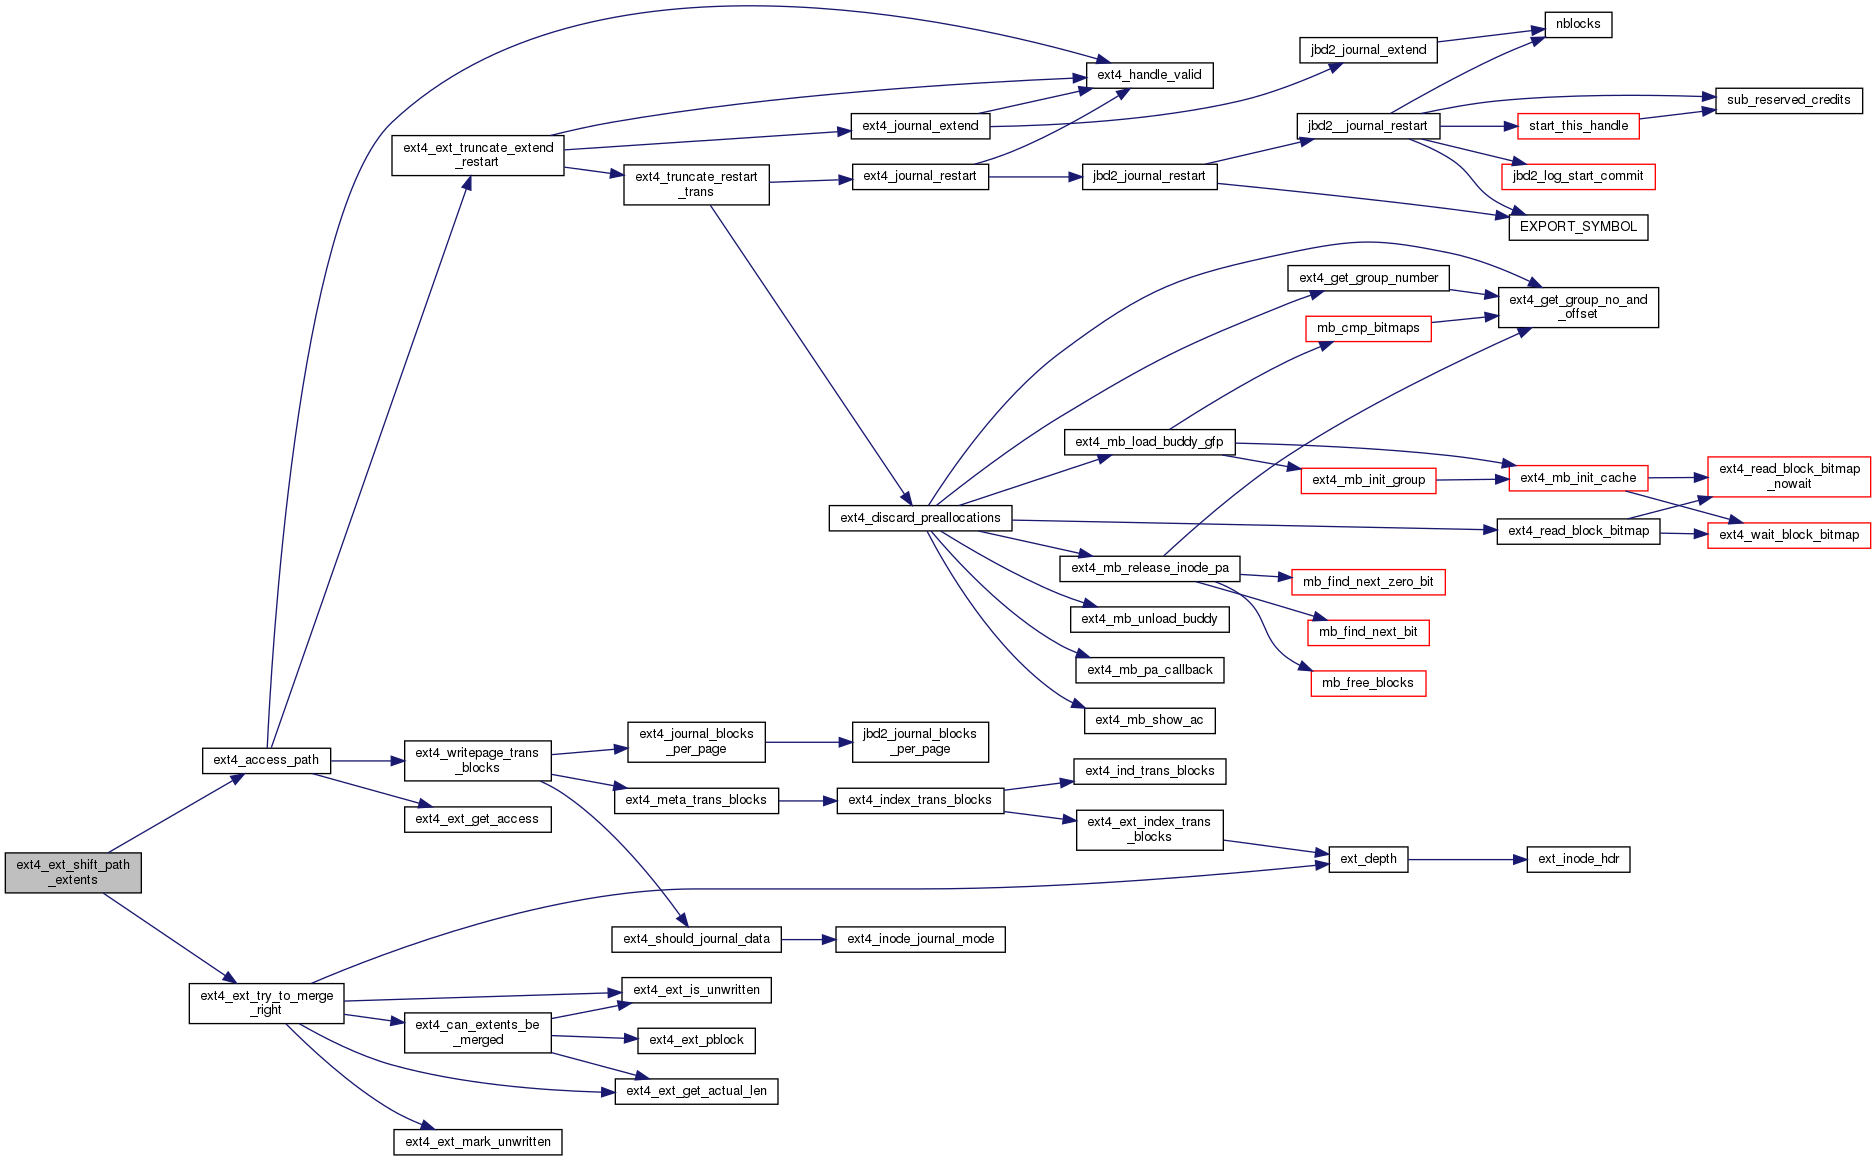 nblocks
jbd2_journal_extend
ext4_handle_valid
sub_reserved_credits
ext4_journal_extend
jbd2__journal_restart
start_this_handle
ext4_ext_truncate_extend
_restart
ext4_truncate_restart
_trans
ext4_journal_restart
jbd2_journal_restart
jbd2_log_start_commit
EXPORT_SYMBOL
ext4_get_group_number
ext4_get_group_no_and
_offset
mb_cmp_bitmaps
ext4_mb_load_buddy_gfp
ext4_mb_init_group
ext4_mb_init_cache
ext4_read_block_bitmap
_nowait
ext4_discard_preallocations
ext4_read_block_bitmap
ext4_wait_block_bitmap
ext4_mb_release_inode_pa
mb_find_next_zero_bit
ext4_mb_unload_buddy
mb_find_next_bit
ext4_mb_pa_callback
mb_free_blocks
ext4_mb_show_ac
ext4_access_path
ext4_writepage_trans
_blocks
ext4_journal_blocks
_per_page
jbd2_journal_blocks
_per_page
ext4_ind_trans_blocks
ext4_meta_trans_blocks
ext4_index_trans_blocks
ext4_ext_get_access
ext4_ext_index_trans
_blocks
ext4_ext_shift_path
_extents
ext_depth
ext_inode_hdr
ext4_should_journal_data
ext4_inode_journal_mode
ext4_ext_try_to_merge
_right
ext4_ext_is_unwritten
ext4_can_extents_be
_merged
ext4_ext_pblock
ext4_ext_get_actual_len
ext4_ext_mark_unwritten